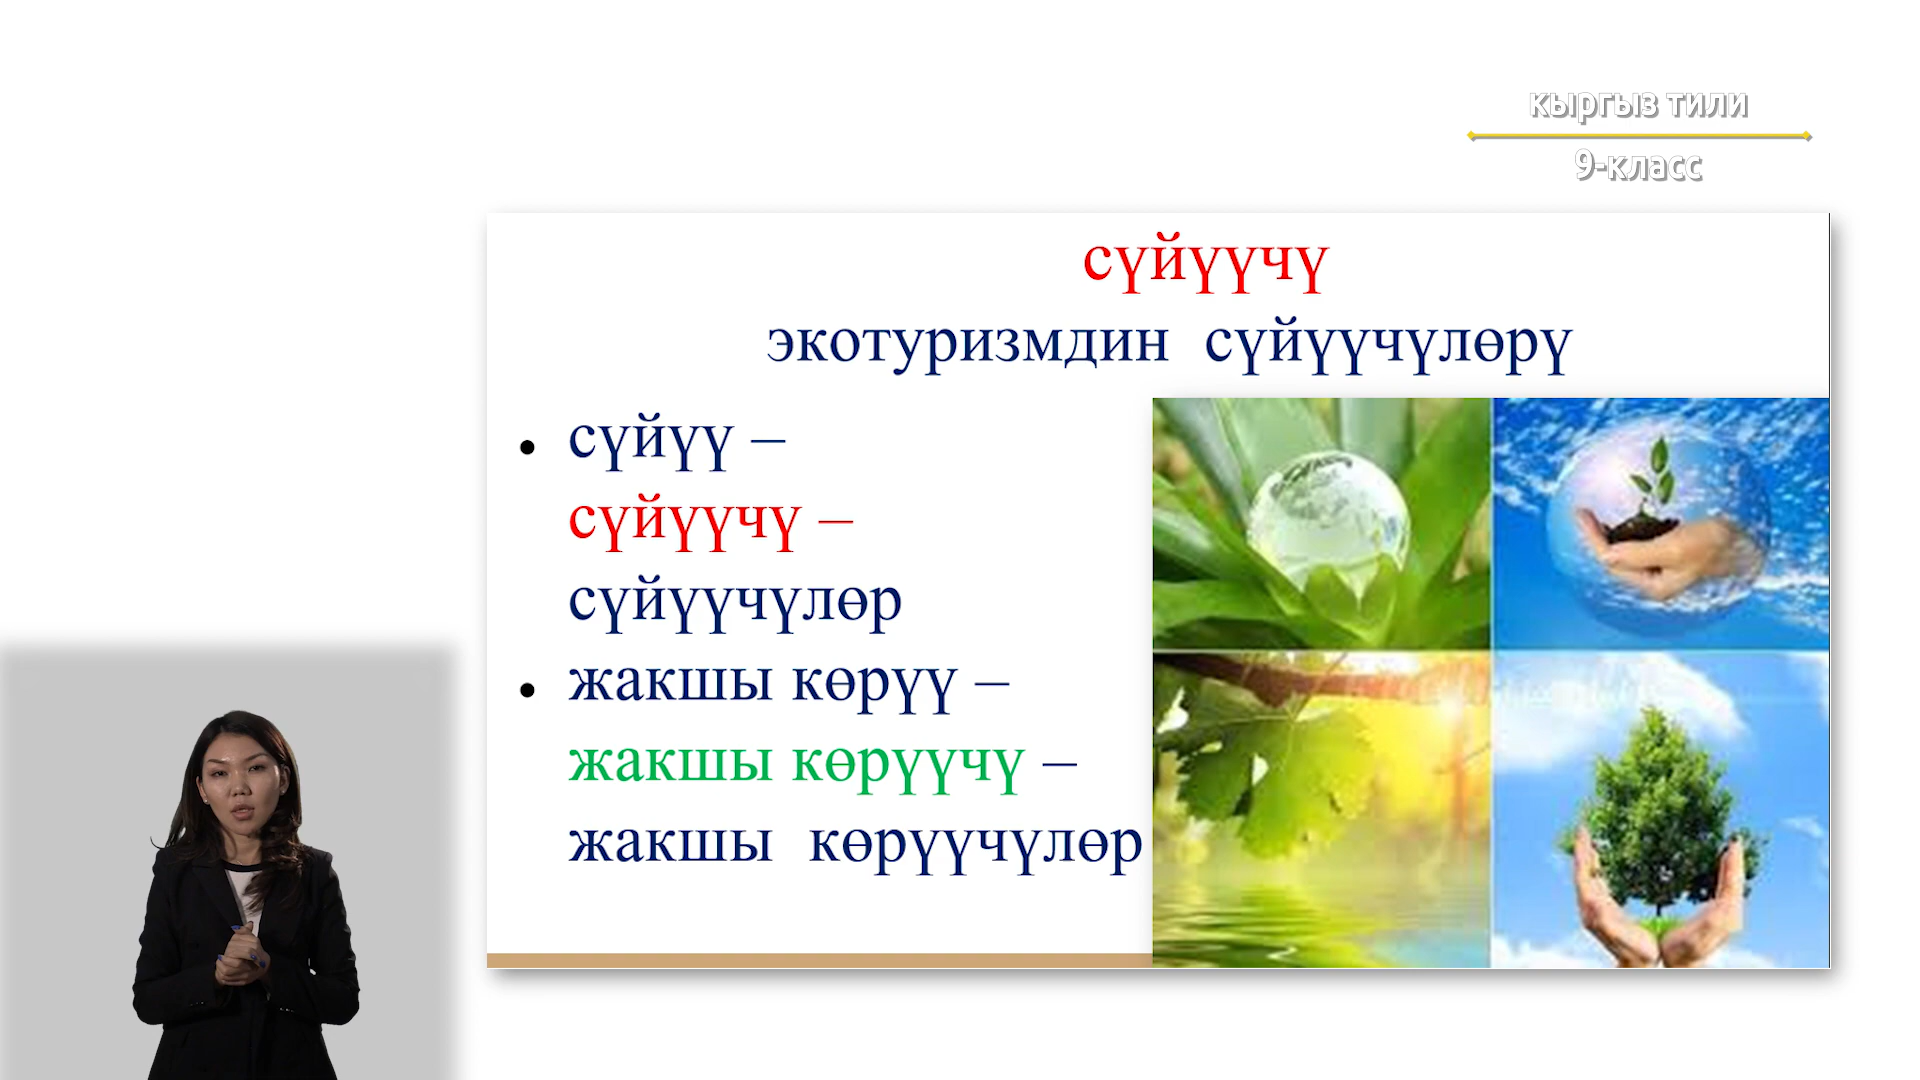 кыргыз тили
9-класс
сүйүүчү
экотуризмдин сүйүүчүлөрү
• сүйүү –
сүйүүчү –
сүйүүчүлөр
• жакшы көрүү –
жакшы көрүүчү –
жакшы көрүүчүлөр